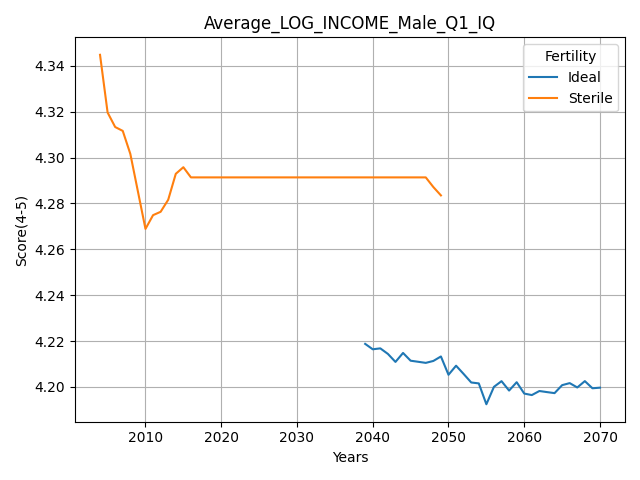 Average_LOG_INCOME_Male_Q1_IQ
Fertility
Ideal
Sterile
Score(4-5)
4.34
4.32
4.30
4.28
4.26
4.24
4.22
4.20
2010
2020
2030
2040
2050
2060
2070
Years